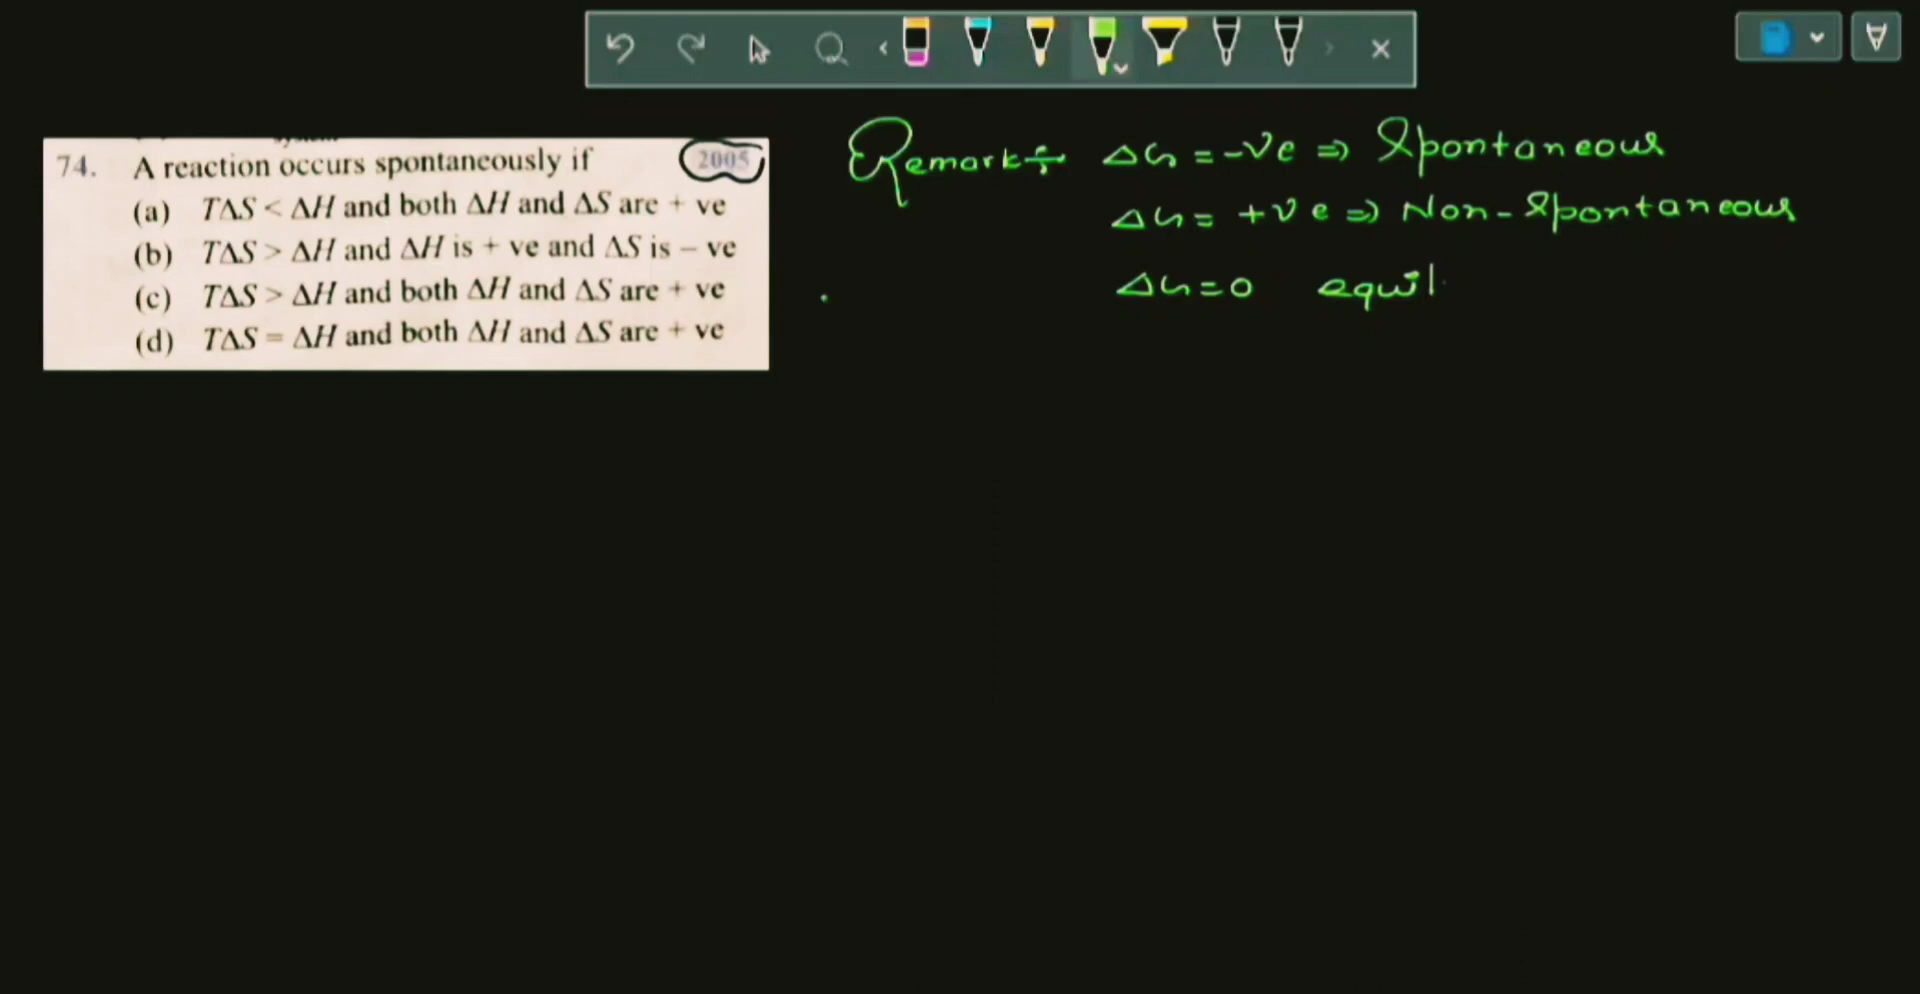 74. A reaction occurs spontaneously if 2005
(a) TΔS < ΔH and both ΔH and ΔS are + ve
(b) TΔS > ΔH and ΔH is + ve and ΔS is – ve
(c) TΔS > ΔH and both ΔH and ΔS are + ve
(d) TΔS = ΔH and both ΔH and ΔS are + ve
Remark÷ ΔG = -ve ⇒ Spontaneous
ΔG = +ve ⇒ Non-Spontaneous
ΔG = 0 equil